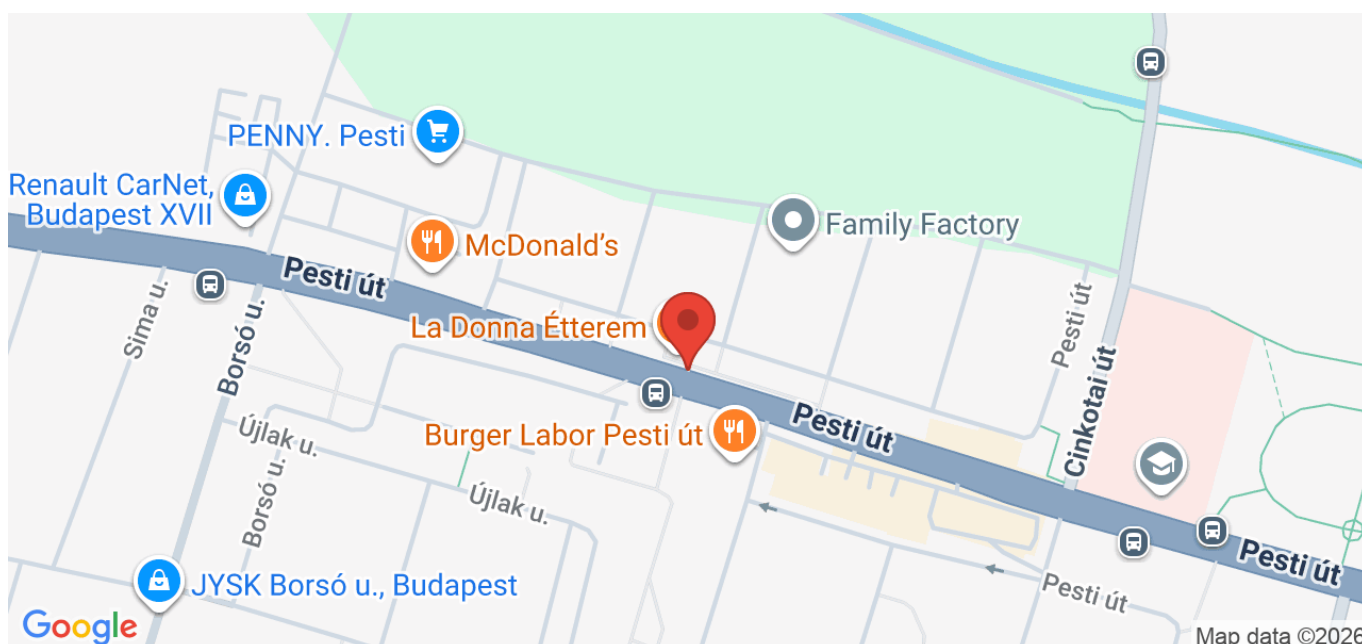 PENNY. Pesti
Renault CarNet,
Budapest XVII
McDonald's
Family Factory
Pesti út
Sima u.
Borsó u.
La Donna Étterem
Pesti út
Cinkotai út
Burger Labor Pesti út
Pesti út
Újlak u.
Borsó u.
Újlak u.
Pesti út
JYSK Borsó u., Budapest
Pesti út
Google
Map data ©2026